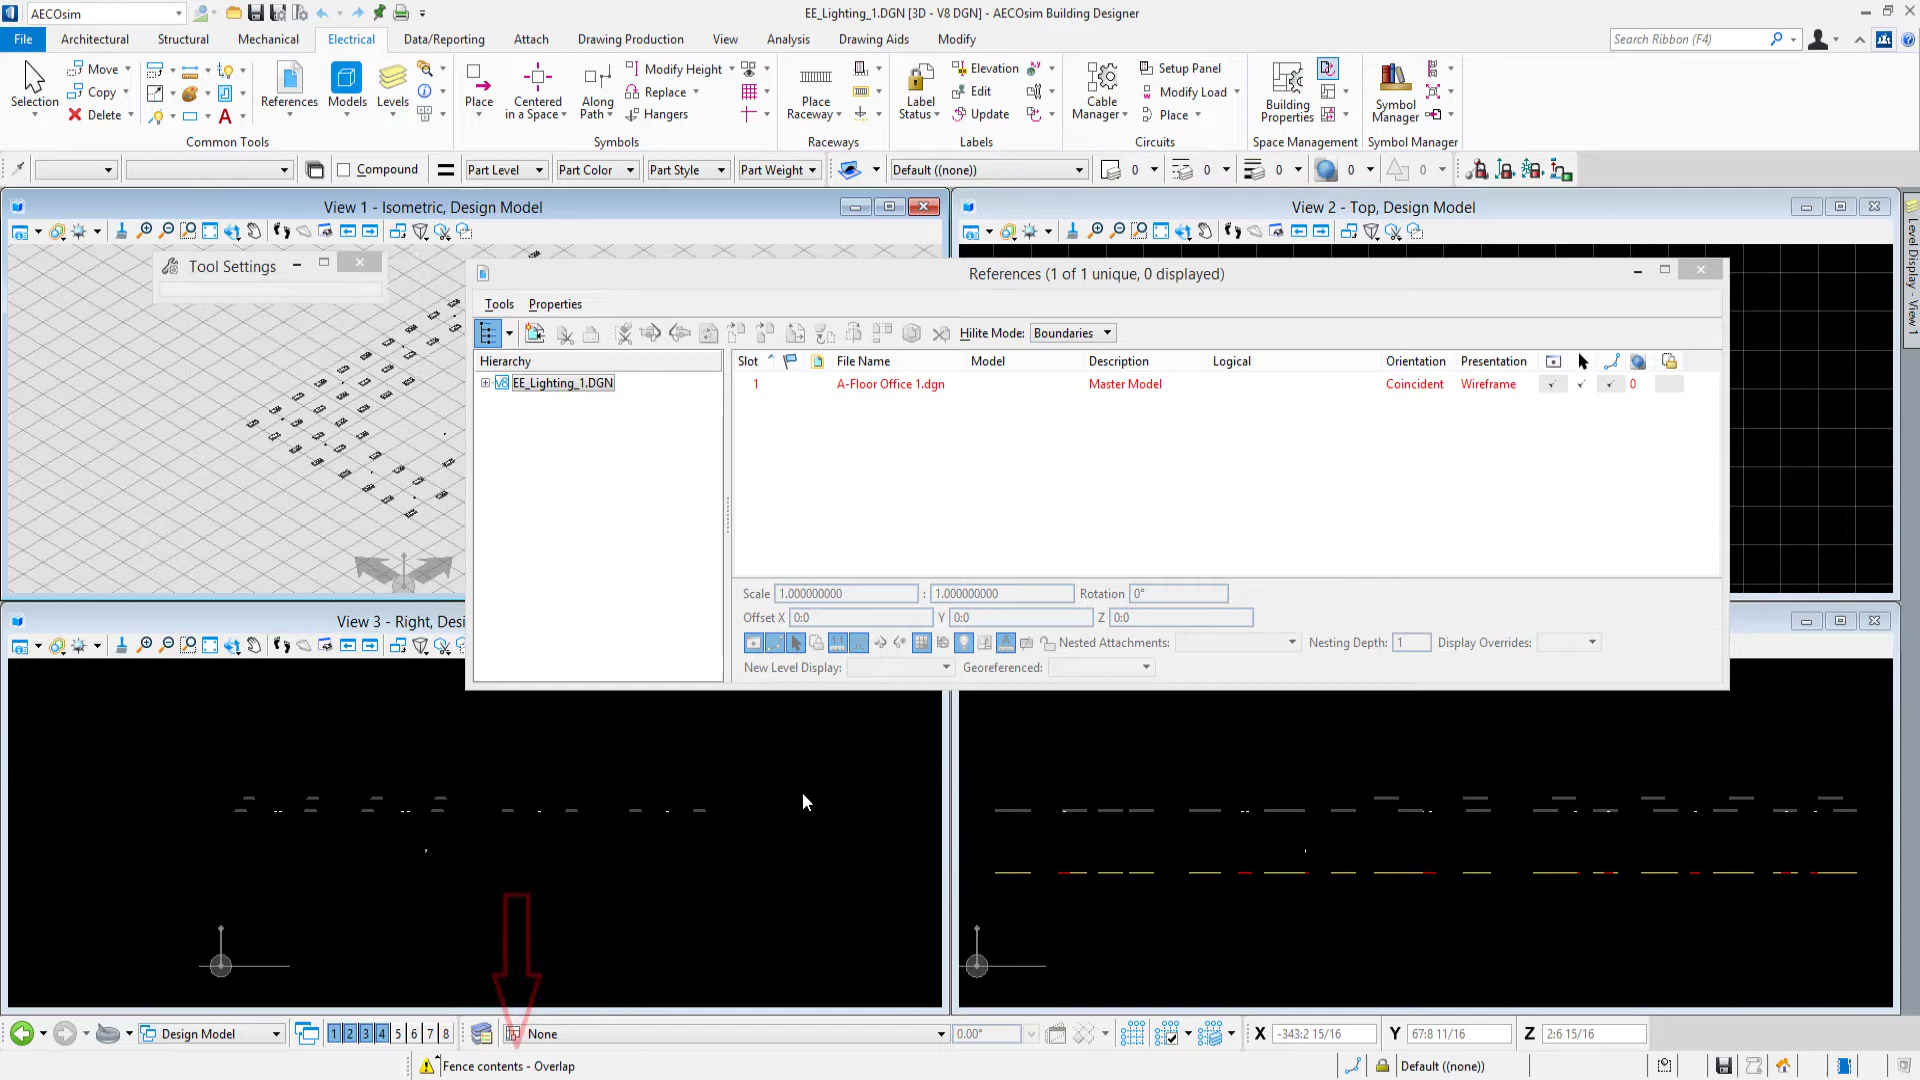 AECOsim
EE_Lighting_1.DGN [3D - V8 DGN] - AECOsim Building Designer
File Architectural Structural Mechanical Electrical Data/Reporting Attach Drawing Production View Analysis Drawing Aids Modify
Search Ribbon (F4)
Selection
Move
Copy
Delete
References
Models
Levels
Common Tools
Place
Centered in a Space
Along Path
Modify Height
Replace
Hangers
Symbols
Place Raceway
Raceways
Label Status
Elevation
Edit
Update
Labels
Cable Manager
Setup Panel
Modify Load
Place
Circuits
Building Properties
Space Management
Symbol Manager
Symbol Manager
Compound
Part Level
Part Color
Part Style
Part Weight
Default ((none))
0 0 0 0 0
View 1 - Isometric, Design Model
View 2 - Top, Design Model
Level Display - View 1
Tool Settings
References (1 of 1 unique, 0 displayed)
Tools Properties
Hilite Mode: Boundaries
Hierarchy
EE_Lighting_1.DGN
Slot File Name Model Description Logical Orientation Presentation
1 A-Floor Office 1.dgn Master Model Coincident Wireframe 0
Scale 1.000000000 : 1.000000000 Rotation 0°
Offset X 0:0 Y 0:0 Z 0:0
Nested Attachments: Nesting Depth: 1 Display Overrides:
New Level Display: Georeferenced:
View 3 - Right, Desi
Design Model
1 2 3 4 5 6 7 8
None
0.00°
X -343:2 15/16 Y 67:8 11/16 Z 2:6 15/16
Fence contents - Overlap
Default ((none))